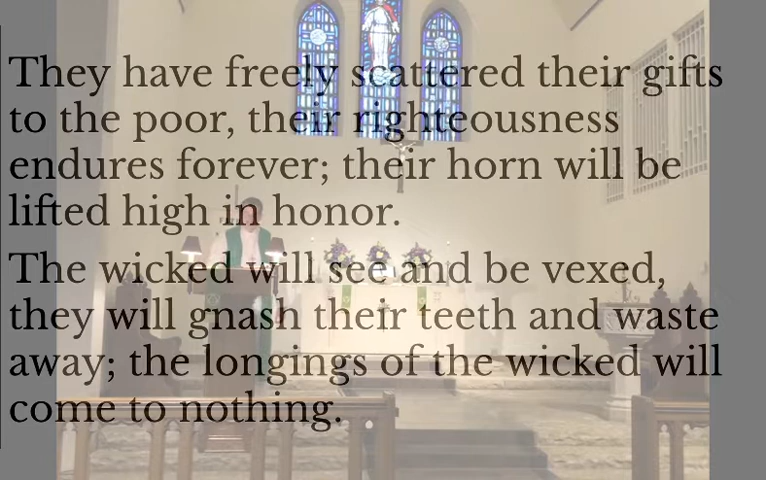 They have freely scattered their gifts
to the poor, their righteousness
endures forever; their horn will be
lifted high in honor.
The wicked will see and be vexed,
they will gnash their teeth and waste
away; the longings of the wicked will
come to nothing.